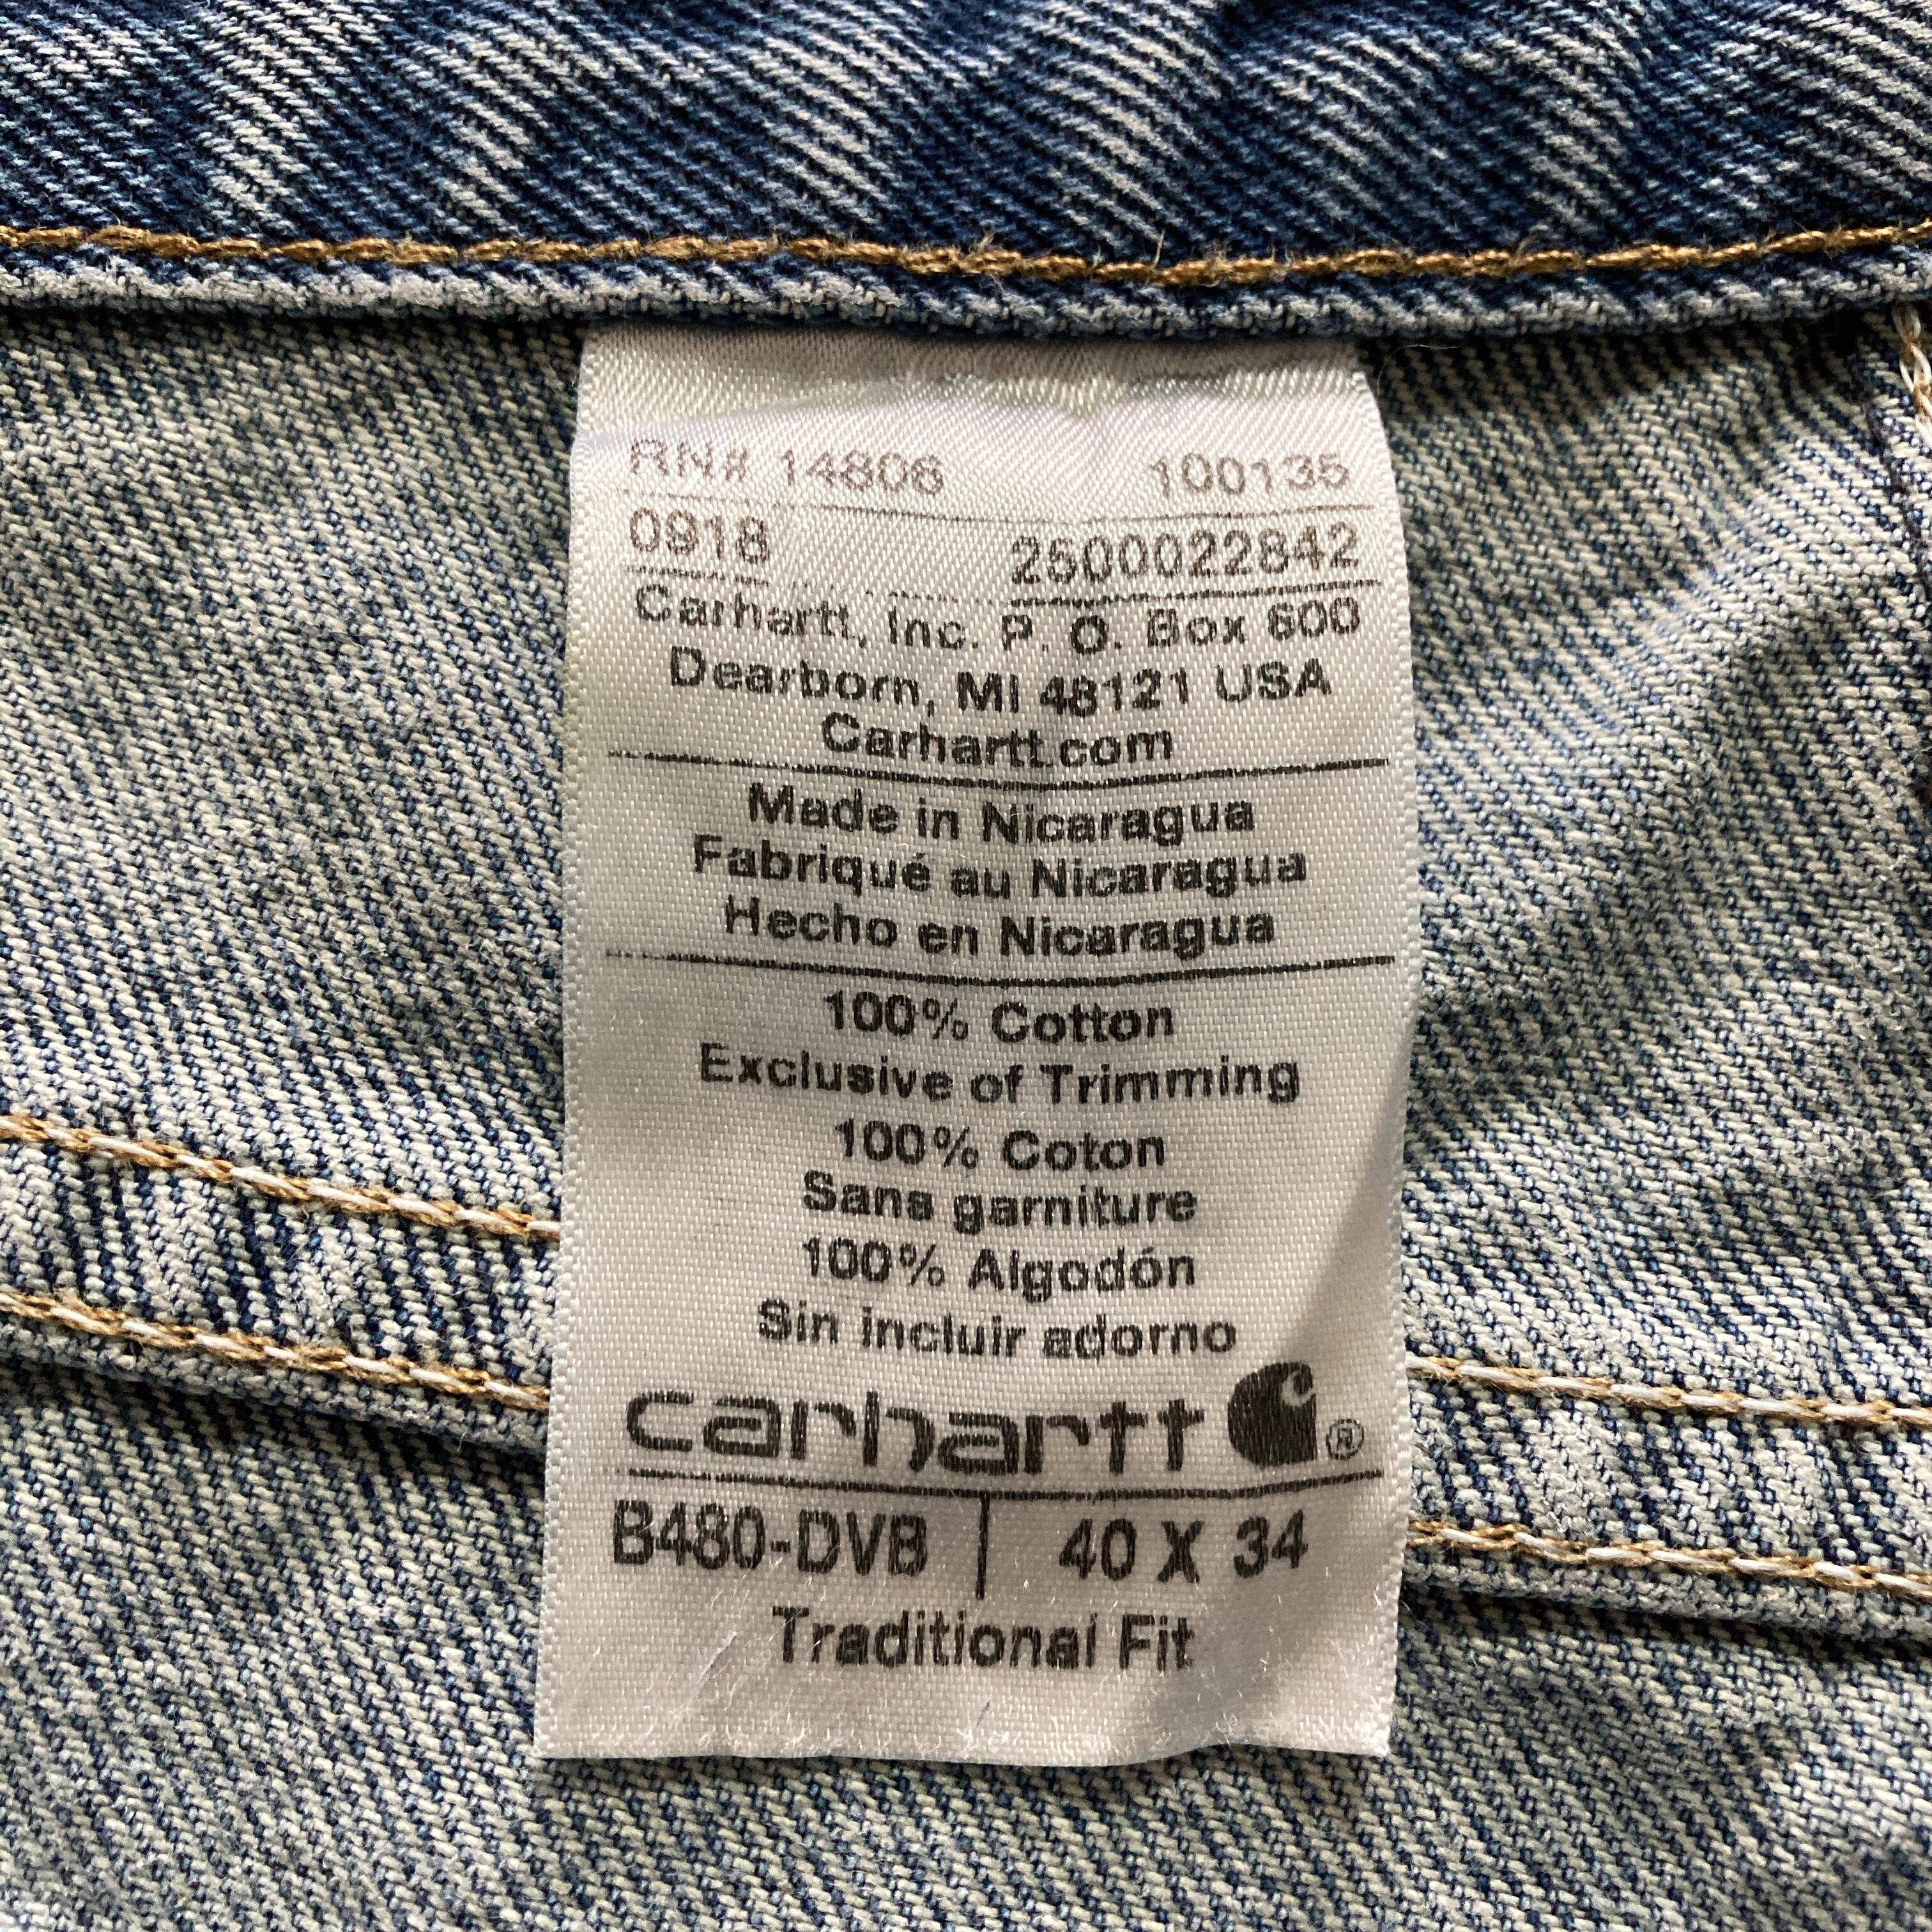 RN# 14806 100135
0918 2500022842
Carhartt, Inc. P. O. Box 600
Dearborn, MI 48121 USA
Carhartt.com
Made in Nicaragua
Fabriqué au Nicaragua
Hecho en Nicaragua
100% Cotton
Exclusive of Trimming
100% Coton
Sans garniture
100% Algodón
Sin incluir adorno
carhartt ®
B480-DVB | 40 X 34
Traditional Fit